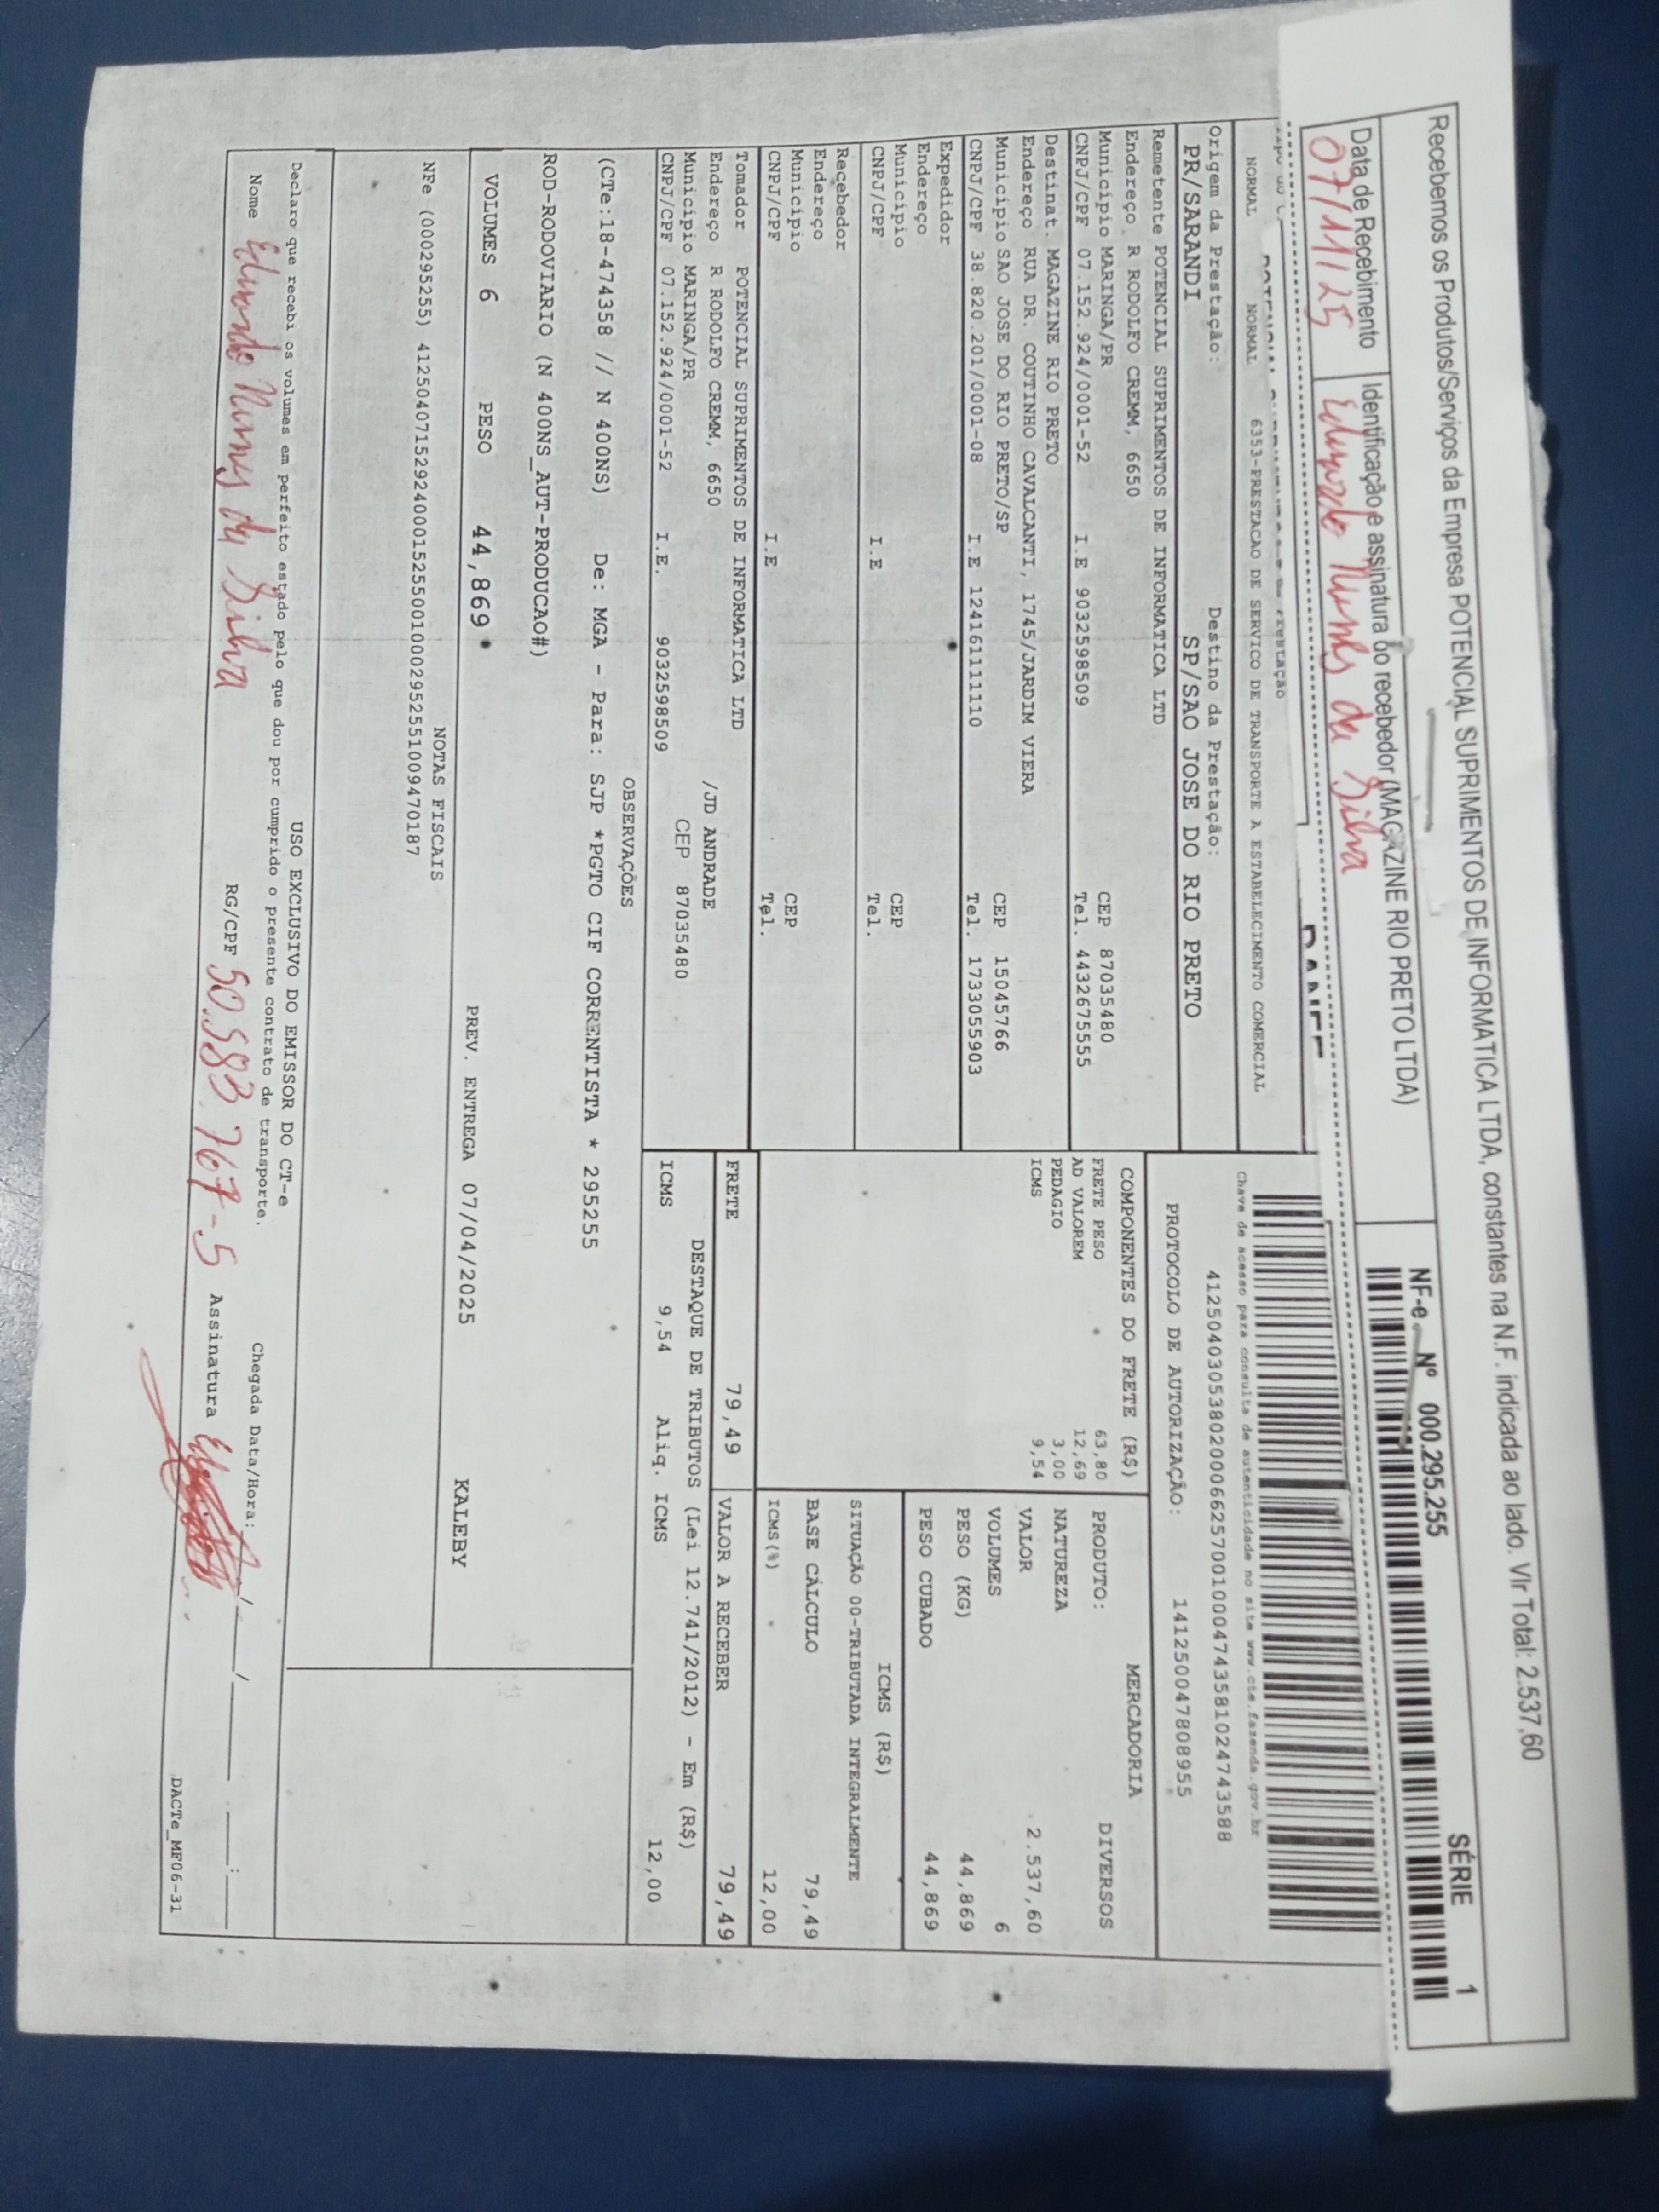 Recebemos os Produtos/Serviços da Empresa POTENCIAL SUPRIMENTOS DE INFORMATICA LTDA, constantes na N.F. indicada ao lado. Vlr Total: 2.537,60
NF-e Nº 000.295.255 SÉRIE 1
Data de Recebimento
Identificação e assinatura do recebedor (MAGAZINE RIO PRETO LTDA)
07/11/25 Eduardo Nunes da Silva
NORMAL NORMAL 6353-PRESTACAO DE SERVICO DE TRANSPORTE A ESTABELECIMENTO COMERCIAL
Chave de acesso para consulta de autenticidade no site www.cte.fazenda.gov.br
41250403053802000662570010004743581024743588
Origem da Prestação: Destino da Prestação:
PR/SARANDI SP/SAO JOSE DO RIO PRETO
PROTOCOLO DE AUTORIZAÇÃO: 141250047808955
Remetente POTENCIAL SUPRIMENTOS DE INFORMATICA LTD
Endereço R RODOLFO CREMM, 6650
Municipio MARINGA/PR CEP 87035480
CNPJ/CPF 07.152.924/0001-52 I.E 9032598509 Tel. 4432675555
Destinat. MAGAZINE RIO PRETO
Endereço RUA DR. COUTINHO CAVALCANTI, 1745/JARDIM VIERA
Municipio SAO JOSE DO RIO PRETO/SP CEP 15045766
CNPJ/CPF 38.820.201/0001-08 I.E 124161111110 Tel. 1733055903
Expedidor
Endereço
Municipio CEP
CNPJ/CPF I.E Tel.
Recebedor
Endereço
Municipio CEP
CNPJ/CPF I.E Tel.
Tomador POTENCIAL SUPRIMENTOS DE INFORMATICA LTD
Endereço R RODOLFO CREMM, 6650 /JD ANDRADE
Municipio MARINGA/PR CEP 87035480
CNPJ/CPF 07.152.924/0001-52 I.E. 9032598509
COMPONENTES DO FRETE (R$)
FRETE PESO 63,80
AD VALOREM 12,69
PEDAGIO 3,00
ICMS 9,54
MERCADORIA
PRODUTO: DIVERSOS
NATUREZA
VALOR 2.537,60
VOLUMES 6
PESO (KG) 44,869
PESO CUBADO 44,869
ICMS (R$)
SITUAÇÃO 00-TRIBUTADA INTEGRALMENTE
BASE CÁLCULO 79,49
ICMS(%) 12,00
FRETE 79,49 VALOR A RECEBER 79,49
DESTAQUE DE TRIBUTOS (Lei 12.741/2012) - Em (R$)
ICMS 9,54 Aliq. ICMS 12,00
OBSERVAÇÕES
(CTe:18-474358 // N 400NS) De: MGA - Para: SJP *PGTO CIF CORRENTISTA * 295255
ROD-RODOVIARIO (N 400NS_AUT-PRODUCAO#)
VOLUMES 6 PESO 44,869 PREV. ENTREGA 07/04/2025 KALEBY
NOTAS FISCAIS
NFe (000295255) 41250407152924000152550010002952551009470187
USO EXCLUSIVO DO EMISSOR DO CT-e
Declaro que recebi os volumes em perfeito estado pelo que dou por cumprido o presente contrato de transporte.
Chegada Data/Hora:
Nome Eduardo Nunes da Silva RG/CPF 50.583.767-5 Assinatura
DACTe_MF06-31